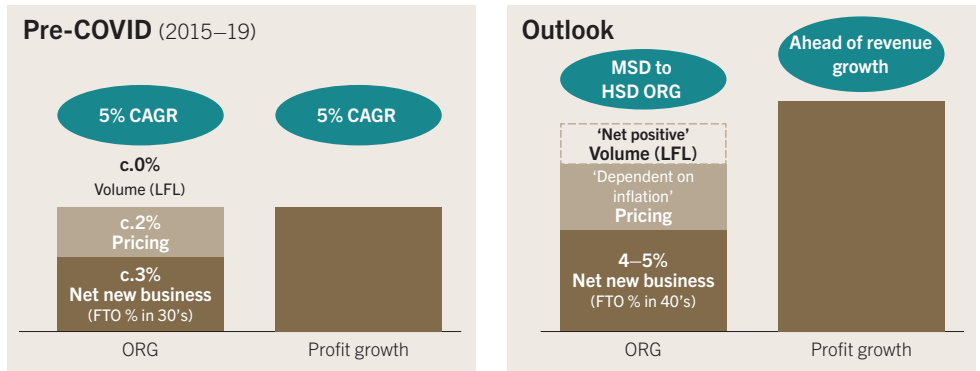 Pre-COVID (2015–19)
5% CAGR
c.0%
Volume (LFL)
c.2%
Pricing
c.3%
Net new business
(FTO % in 30's)
ORG
5% CAGR
Profit growth
Outlook
MSD to
HSD ORG
‘Net positive’
Volume (LFL)
‘Dependent on
inflation’
Pricing
4–5%
Net new business
(FTO % in 40's)
ORG
Ahead of revenue
growth
Profit growth